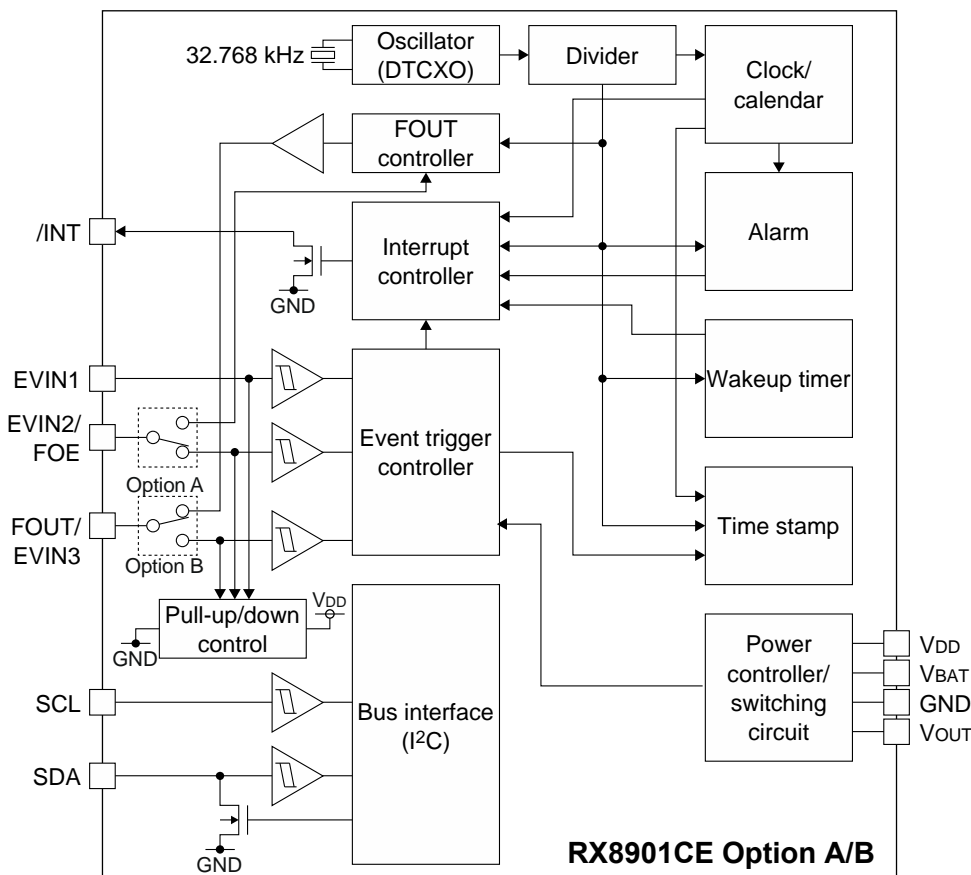 32.768 kHz
Oscillator
(DTCXO)
Divider
Clock/
calendar
FOUT
controller
/INT
Interrupt
controller
Alarm
GND
EVIN1
Wakeup timer
EVIN2/
FOE
Event trigger
controller
Option A
FOUT/
EVIN3
Option B
Time stamp
Pull-up/down
control
VDD
GND
Power
controller/
switching
circuit
VDD
VBAT
GND
VOUT
SCL
Bus interface
(I²C)
SDA
GND
RX8901CE Option A/B